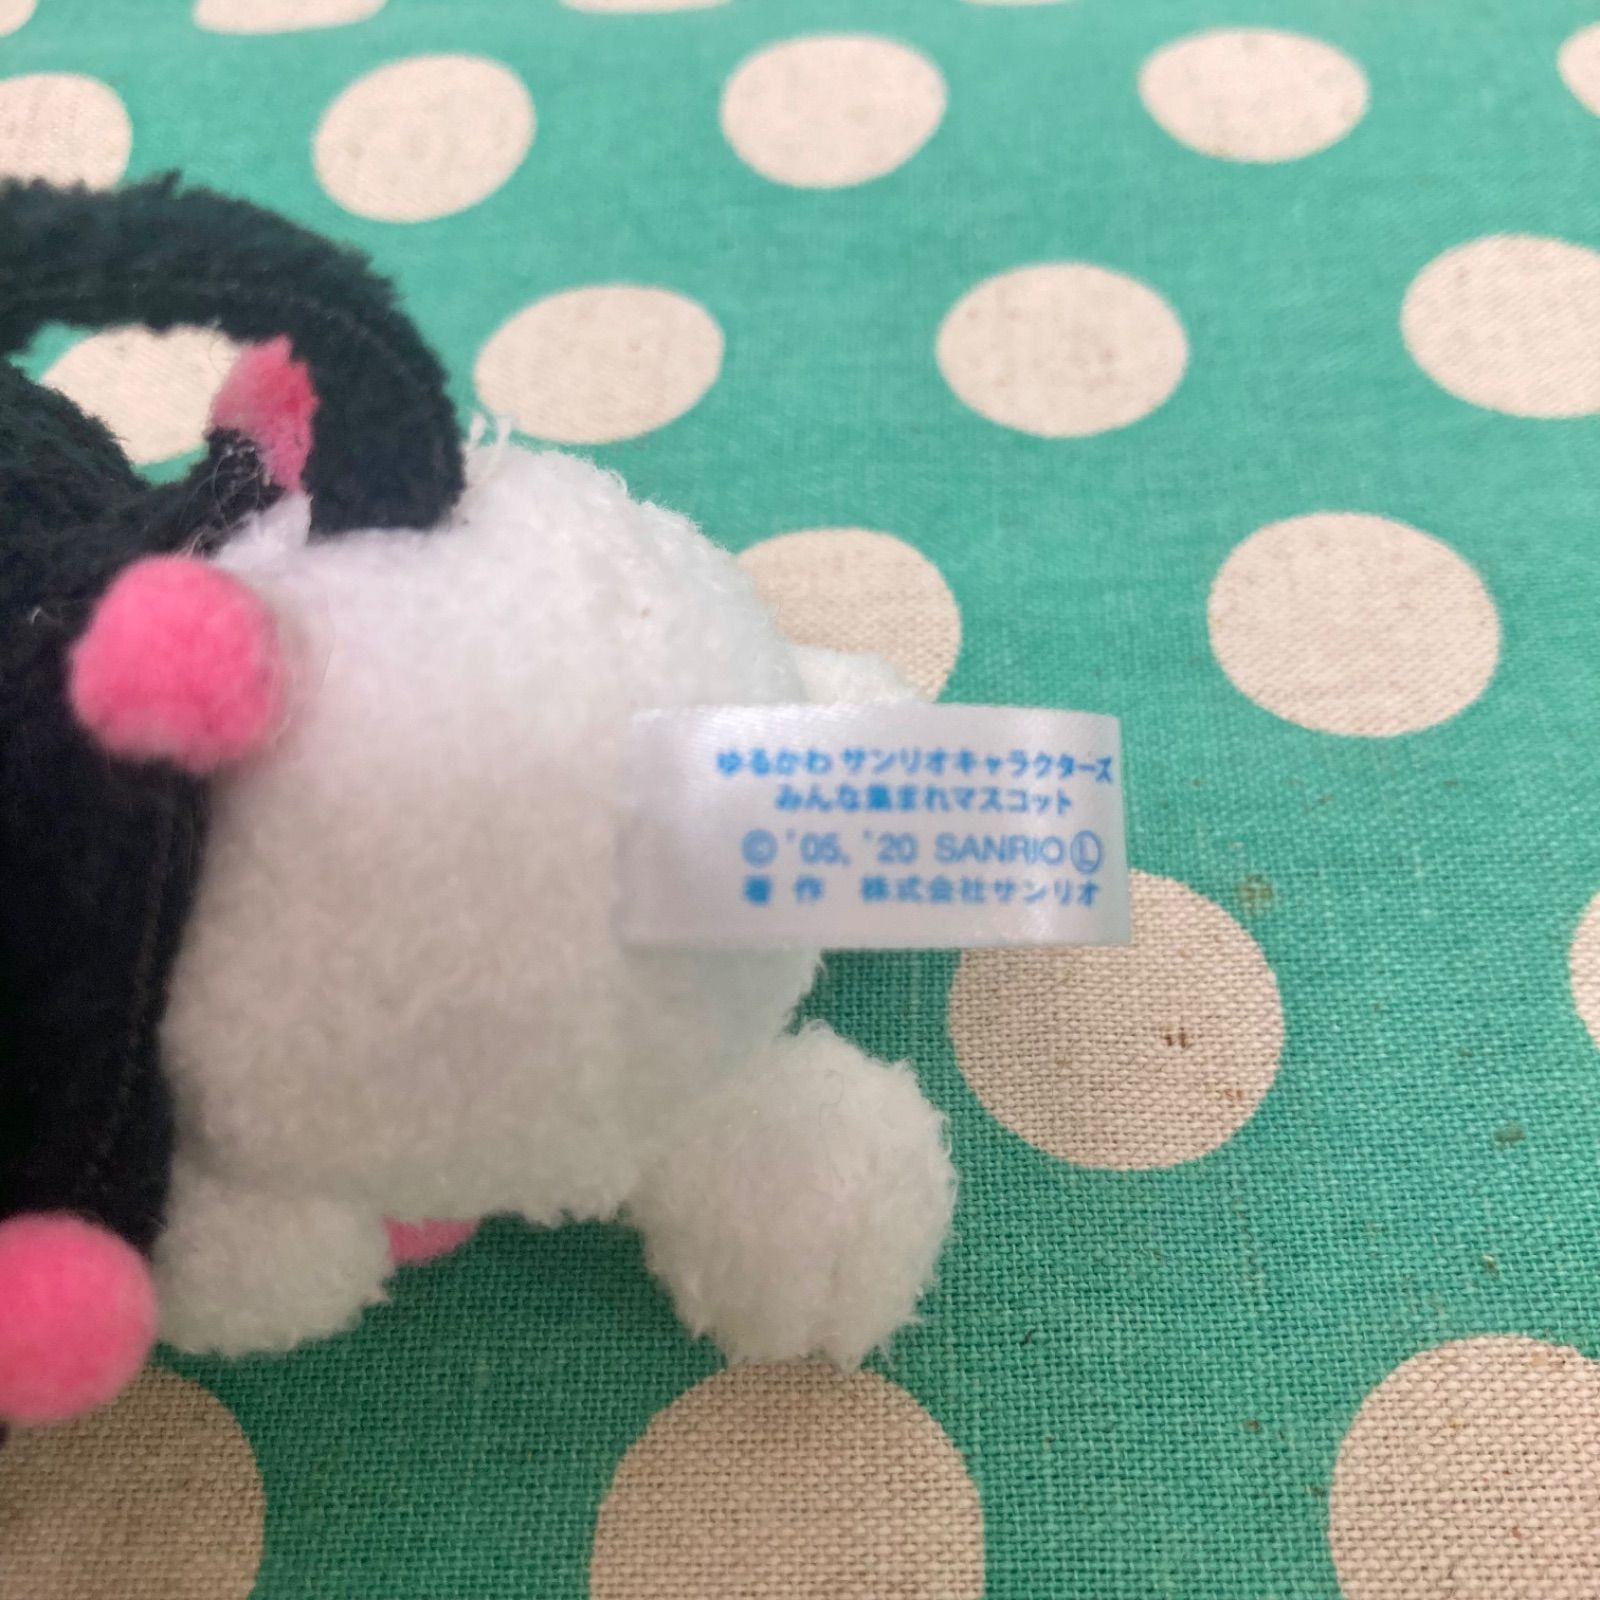 ゆるかわ サンリオキャラクターズ
みんな集まれマスコット
© '05, '20 SANRIO Ⓛ
著作 株式会社サンリオ